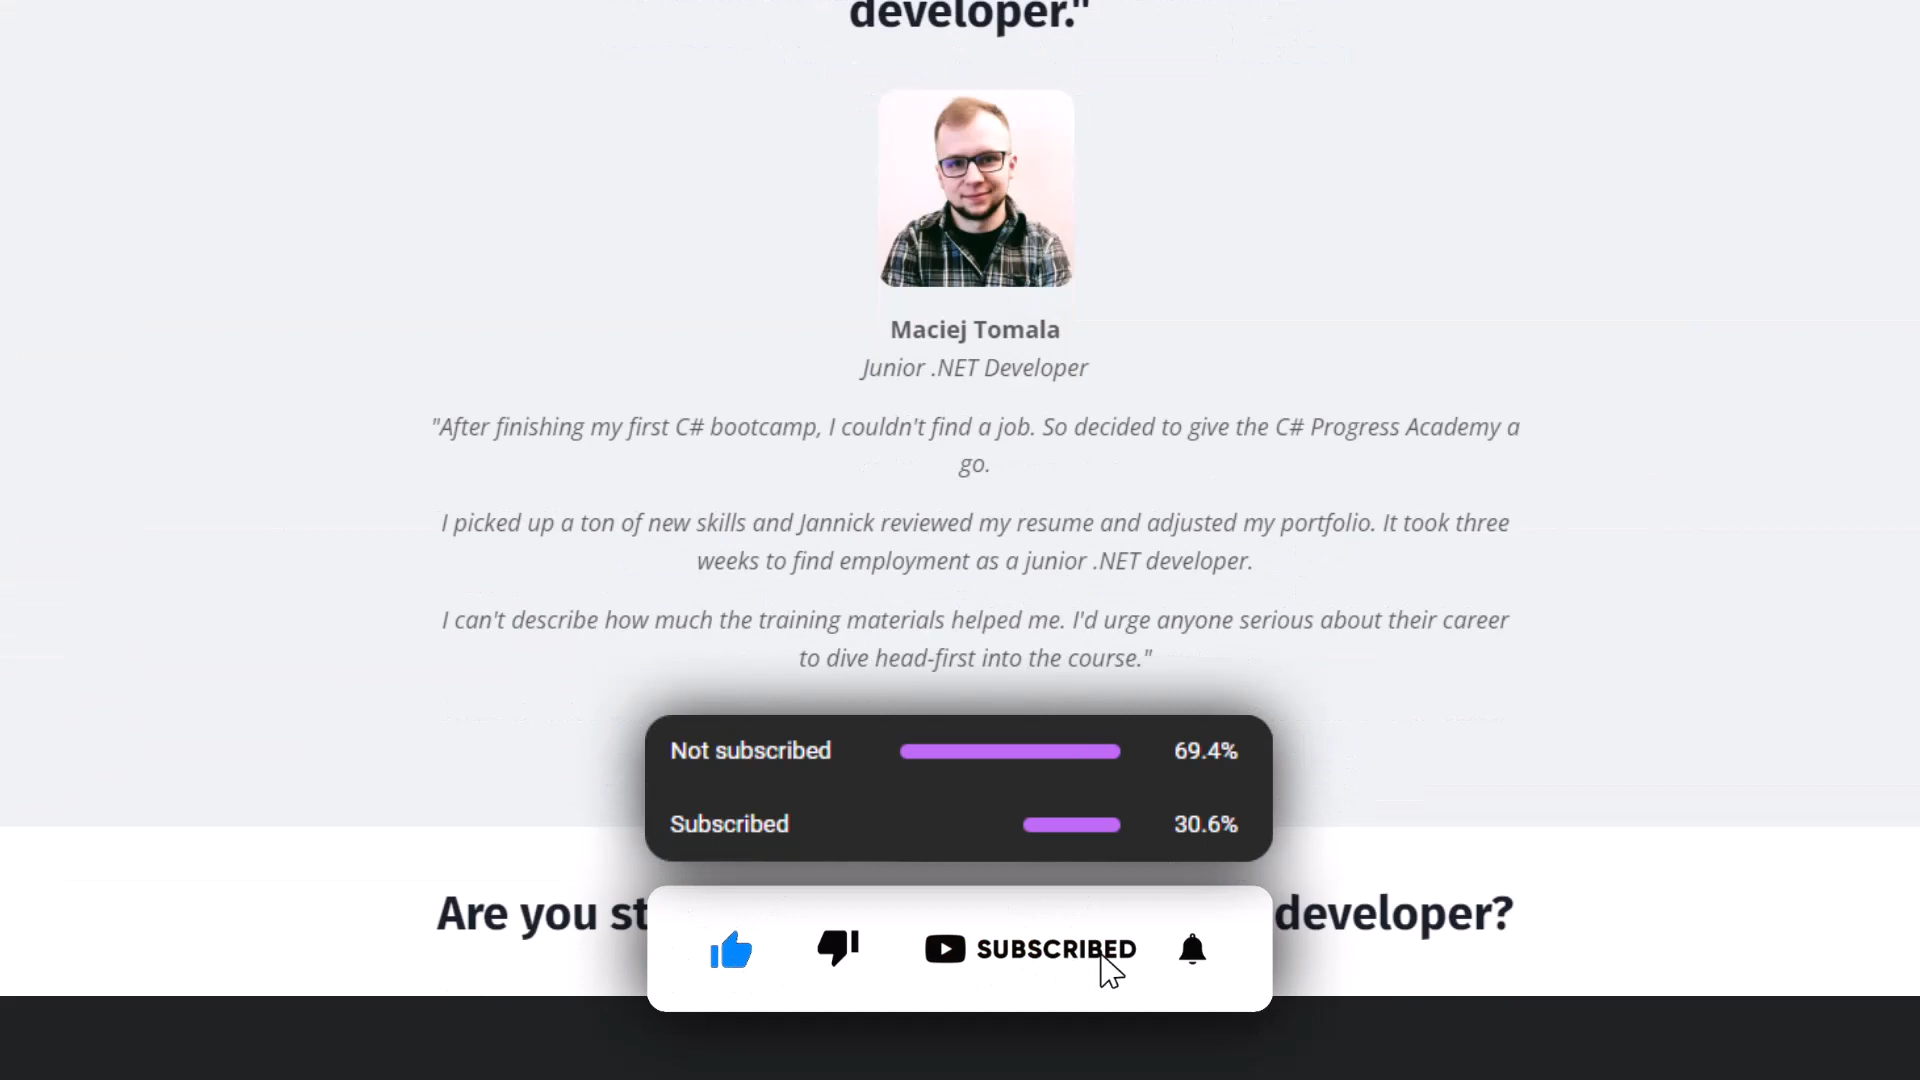 developer."
Maciej Tomala
Junior .NET Developer
"After finishing my first C# bootcamp, I couldn't find a job. So decided to give the C# Progress Academy a
go.
I picked up a ton of new skills and Jannick reviewed my resume and adjusted my portfolio. It took three
weeks to find employment as a junior .NET developer.
I can't describe how much the training materials helped me. I'd urge anyone serious about their career
to dive head-first into the course."
Not subscribed 69.4%
Subscribed 30.6%
Are you developer?
SUBSCRIBED